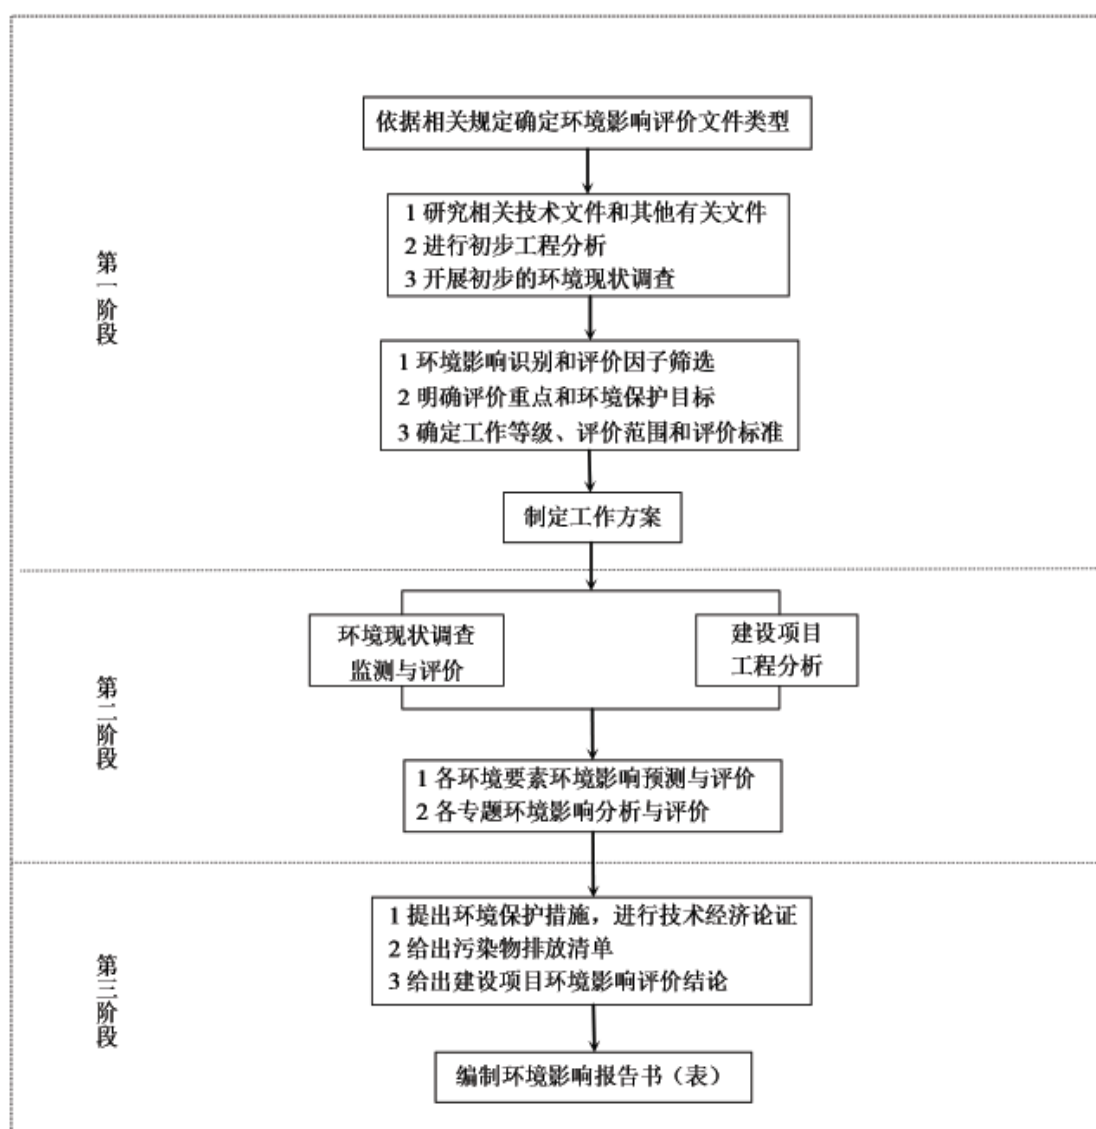 依据相关规定确定环境影响评价文件类型
1 研究相关技术文件和其他有关文件
2 进行初步工程分析
3 开展初步的环境现状调查
第一阶段
1 环境影响识别和评价因子筛选
2 明确评价重点和环境保护目标
3 确定工作等级、评价范围和评价标准
制定工作方案
环境现状调查
监测与评价
建设项目
工程分析
第二阶段
1 各环境要素环境影响预测与评价
2 各专题环境影响分析与评价
1 提出环境保护措施，进行技术经济论证
2 给出污染物排放清单
3 给出建设项目环境影响评价结论
第三阶段
编制环境影响报告书（表）